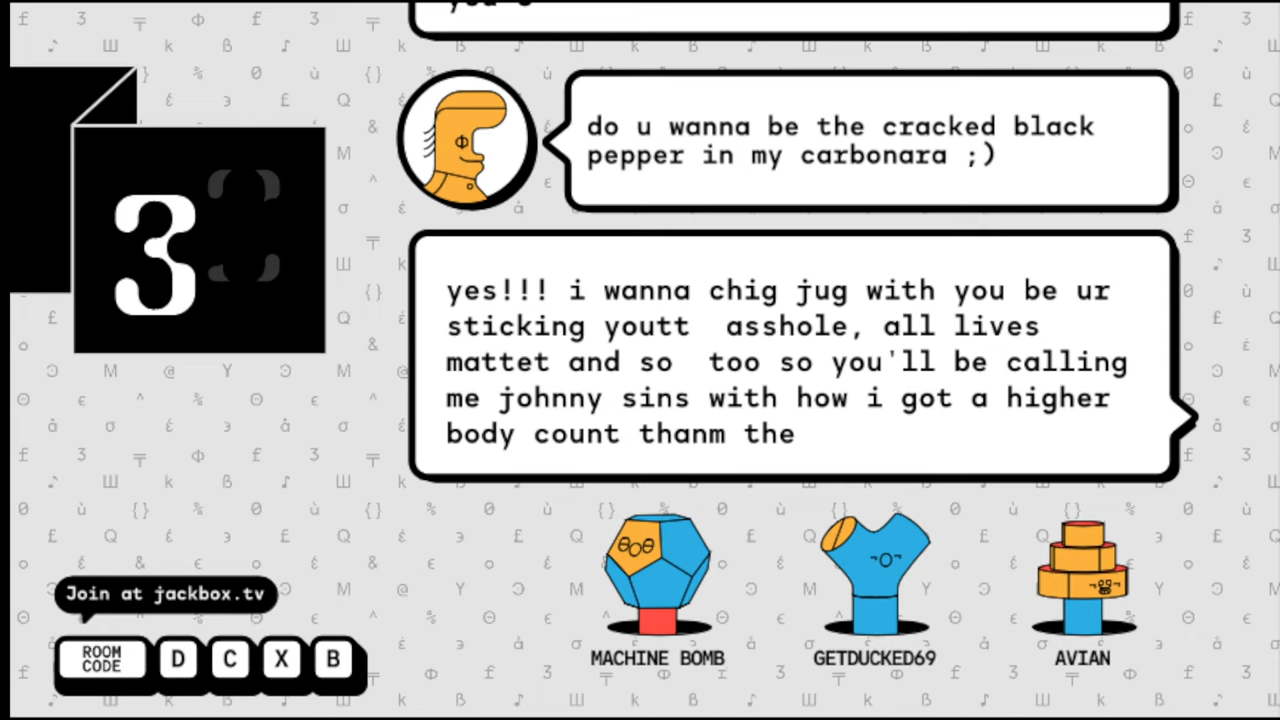 do u wanna be the cracked black
pepper in my carbonara ;)
3
yes!!! i wanna chig jug with you be ur
sticking youtt  asshole, all lives
mattet and so  too so you'll be calling
me johnny sins with how i got a higher
body count thanm the
Join at jackbox.tv
ROOM
CODE
D C X B
MACHINE BOMB
GETDUCKED69
AVIAN